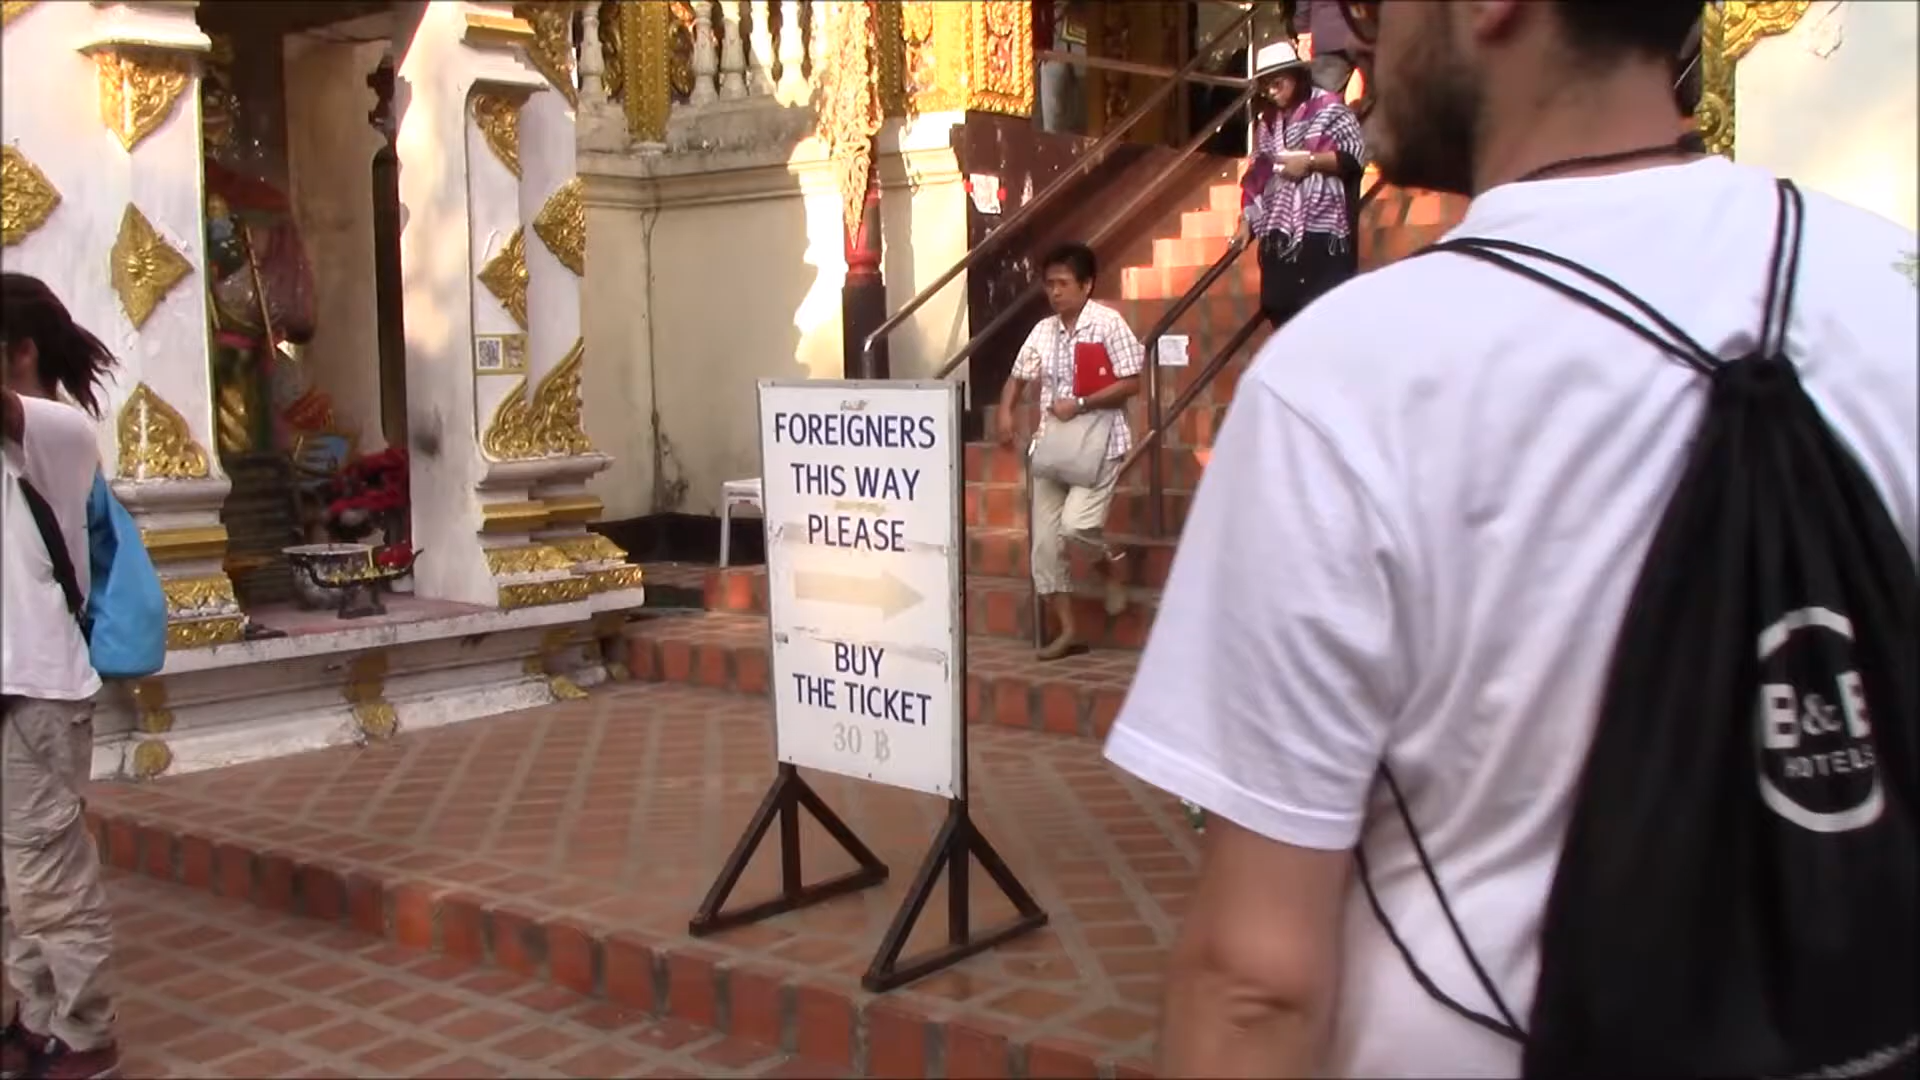 FOREIGNERS
THIS WAY
PLEASE
BUY
THE TICKET
30 ฿
B&B
HOTELS